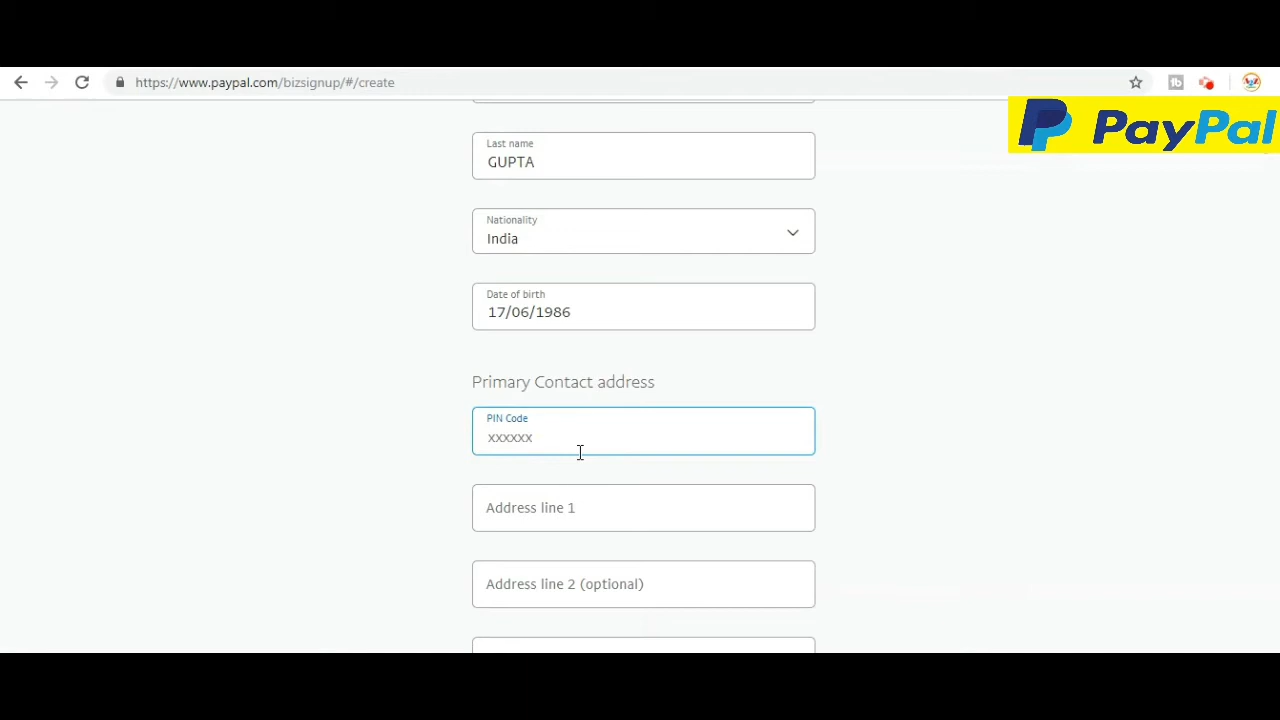 https://www.paypal.com/bizsignup/#/create
tb
PayPal
Last name
GUPTA
Nationality
India
Date of birth
17/06/1986
Primary Contact address
PIN Code
xxxxxx
Address line 1
Address line 2 (optional)